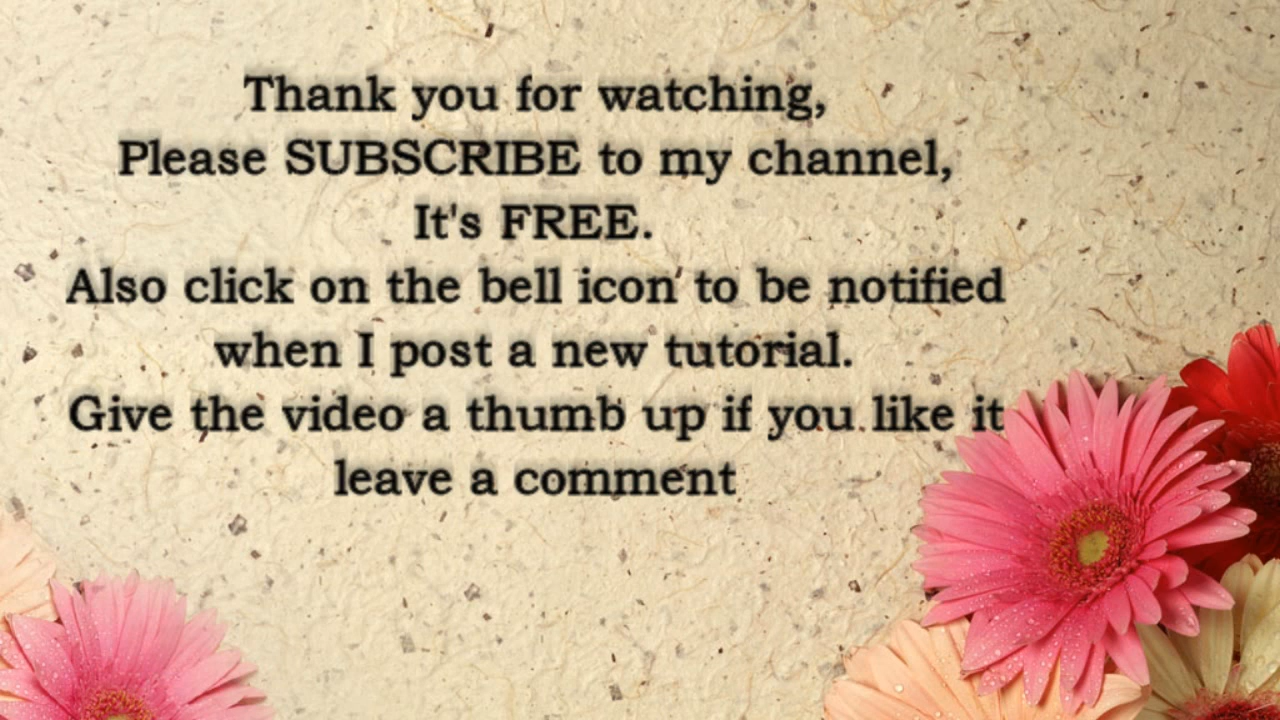 Thank you for watching,
Please SUBSCRIBE to my channel,
It's FREE.
Also click on the bell icon to be notified
when I post a new tutorial.
Give the video a thumb up if you like it
leave a comment